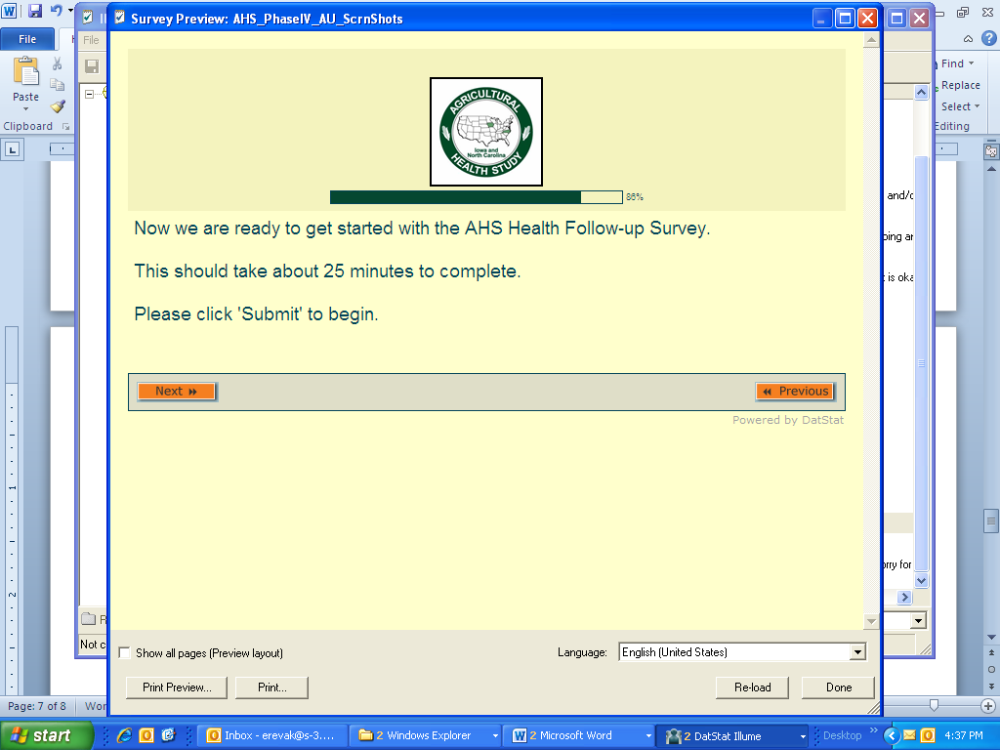 Survey Preview: AHS_PhaseIV_AU_ScrnShots
File
File
Paste
Clipboard
Find
Replace
Select
Editing
AGRICULTURAL
Iowa and
North Carolina
HEALTH STUDY
86%
Now we are ready to get started with the AHS Health Follow-up Survey.
This should take about 25 minutes to complete.
Please click 'Submit' to begin.
Next
Previous
Powered by DatStat
and/c
ping ar
t is oka
orry for
1
2
R
Not c
Show all pages (Preview layout)
Language:
English (United States)
Print Preview...
Print...
Re-load
Done
Page: 7 of 8
Wor
start
Inbox - erevak@s-3....
2 Windows Explorer
2 Microsoft Word
2 DatStat Illume
Desktop
4:37 PM